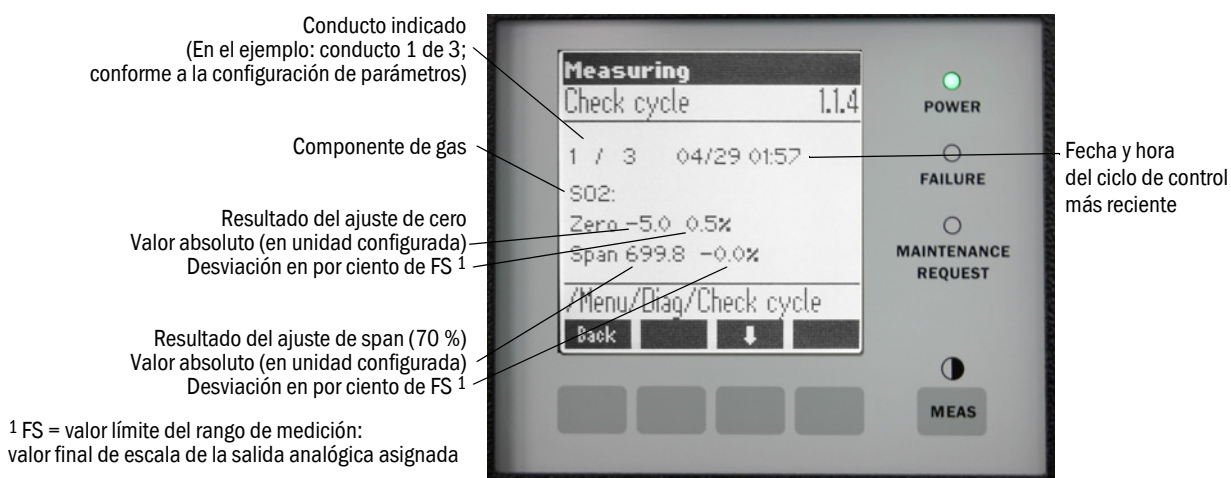 Conducto indicado
(En el ejemplo: conducto 1 de 3;
conforme a la configuración de parámetros)
Componente de gas
Resultado del ajuste de cero
Valor absoluto (en unidad configurada)
Desviación en por ciento de FS 1
Resultado del ajuste de span (70 %)
Valor absoluto (en unidad configurada)
Desviación en por ciento de FS 1
1 FS = valor límite del rango de medición:
valor final de escala de la salida analógica asignada
Measuring
Check cycle 1.1.4
1 / 3 04/29 01:57
SO2:
Zero -5.0 0.5%
Span 699.8 -0.0%
/Menu/Diag/Check cycle
Back
POWER
FAILURE
MAINTENANCE
REQUEST
MEAS
Fecha y hora
del ciclo de control
más reciente